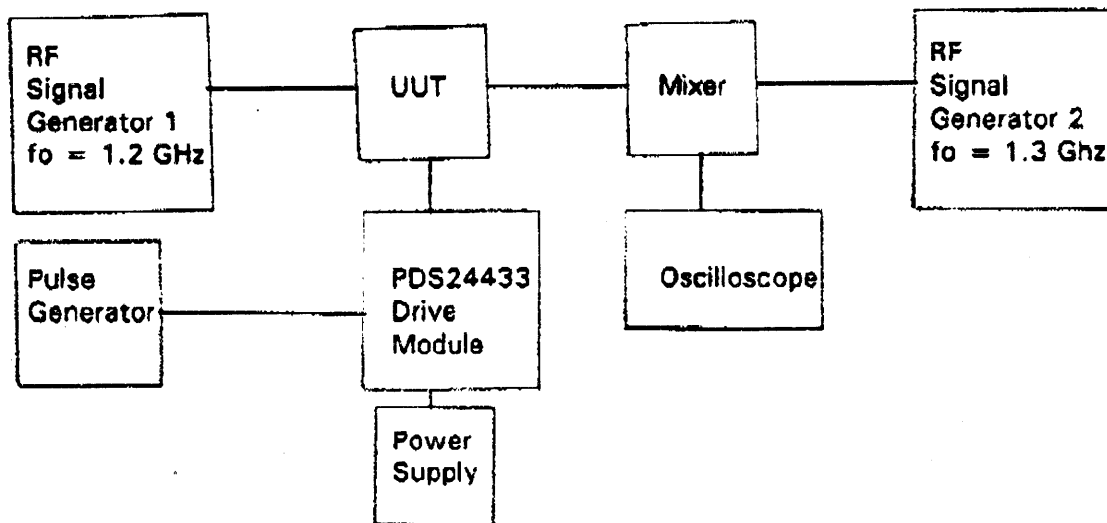 RF
Signal
Generator 1
fo = 1.2 GHz
UUT
Mixer
RF
Signal
Generator 2
fo = 1.3 Ghz
Pulse
Generator
PDS24433
Drive
Module
Oscilloscope
Power
Supply